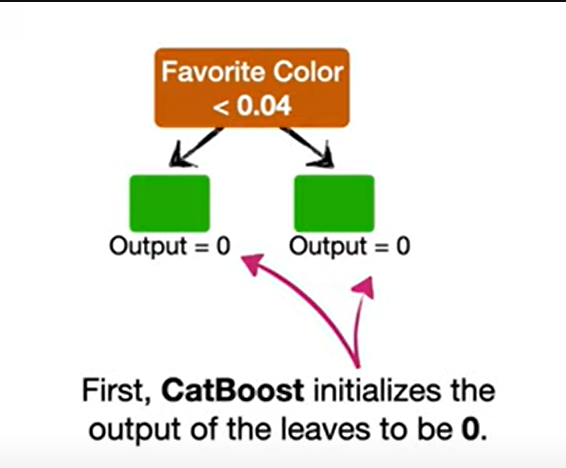 Favorite Color
< 0.04
Output = 0
Output = 0
First, CatBoost initializes the
output of the leaves to be 0.